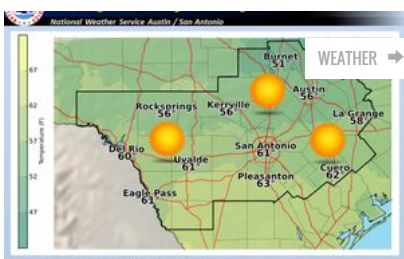 National Weather Service Austin / San Antonio
WEATHER
Burnet
51°
Austin
56°
Rocksprings
56°
Kerrville
56°
La Grange
58°
Del Rio
60°
Uvalde
61°
San Antonio
61°
Cuero
62°
Pleasanton
63°
Eagle Pass
61
Temperature (F)
67
62
57
52
47